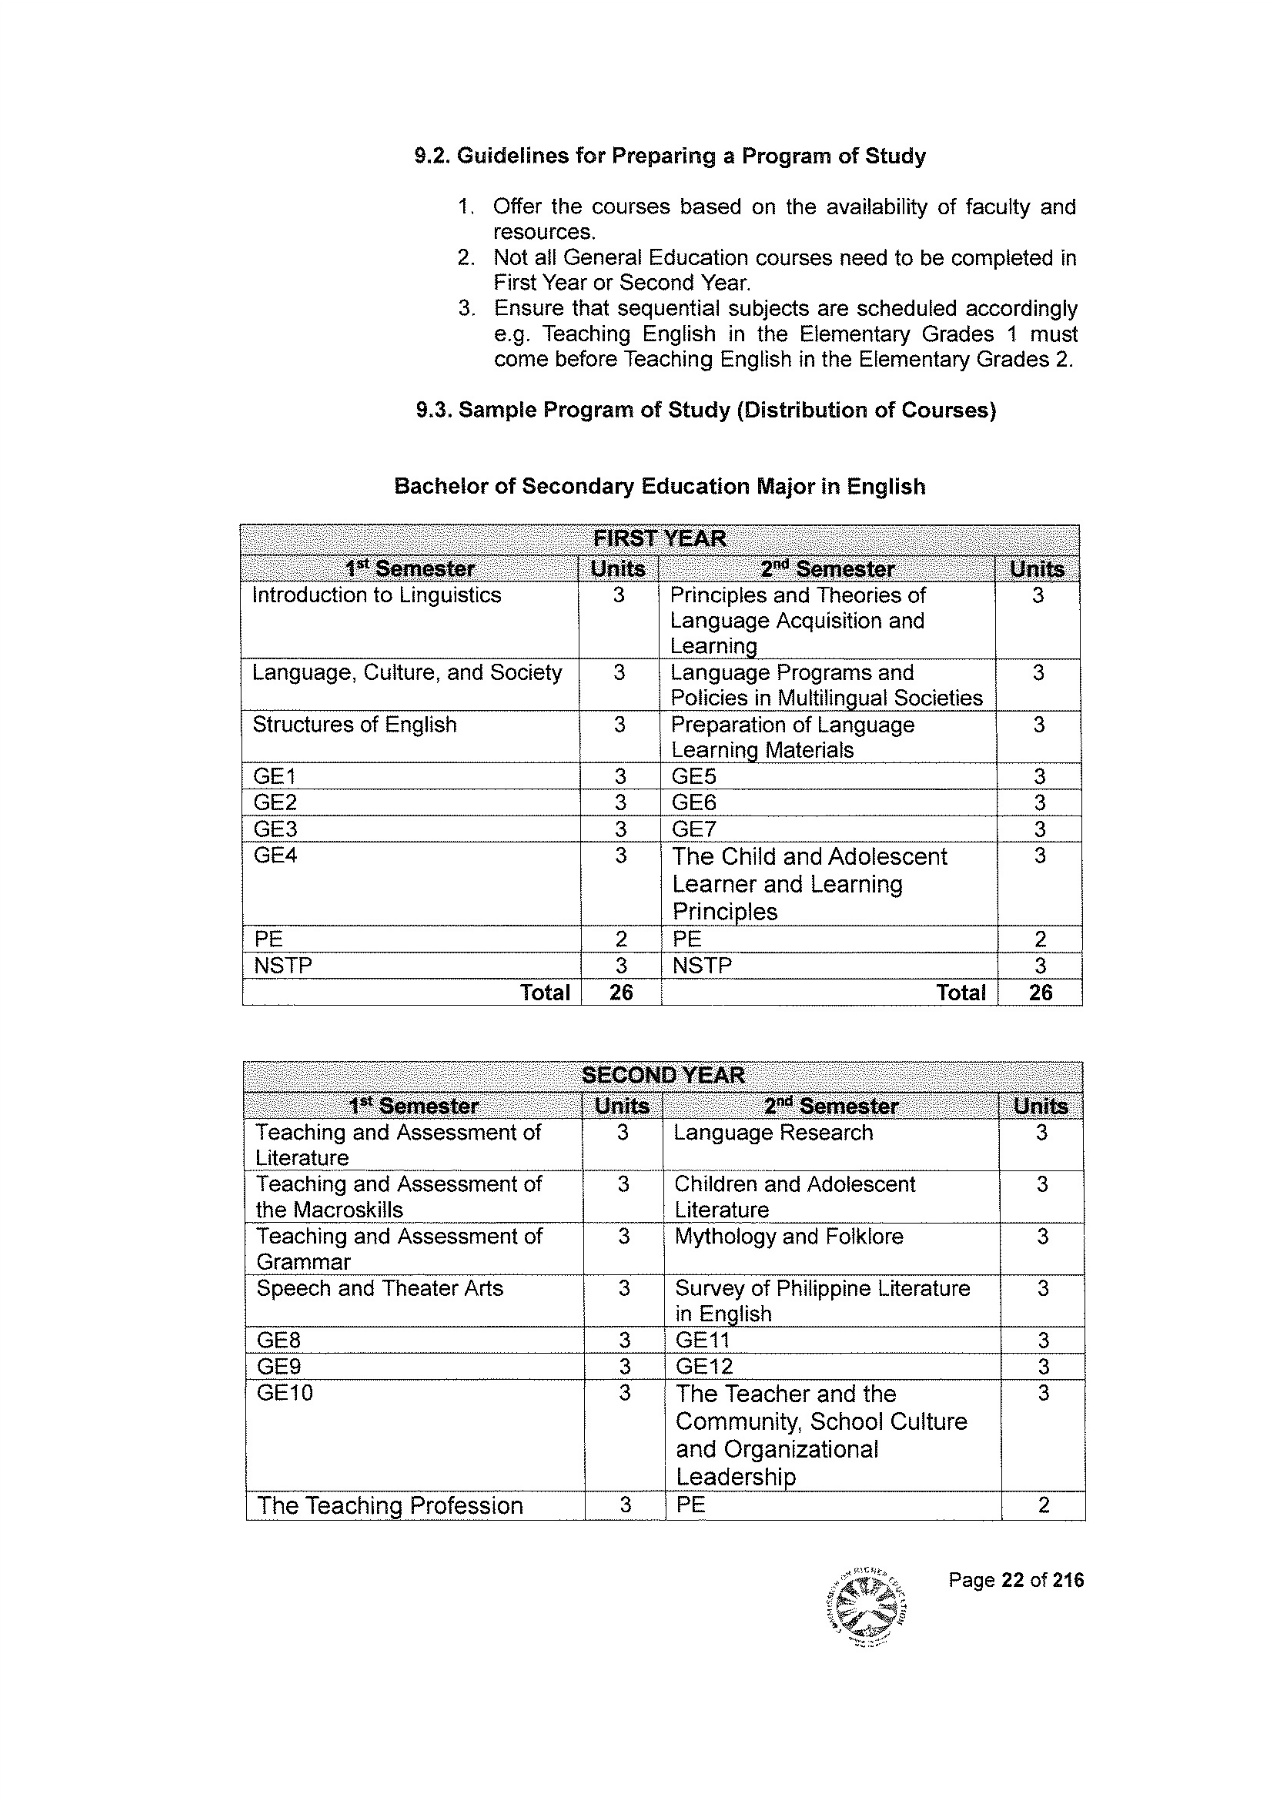 9.2. Guidelines for Preparing a Program of Study
1. Offer the courses based on the availability of faculty and
resources.
2. Not all General Education courses need to be completed in
First Year or Second Year.
3. Ensure that sequential subjects are scheduled accordingly
e.g. Teaching English in the Elementary Grades 1 must
come before Teaching English in the Elementary Grades 2.
9.3. Sample Program of Study (Distribution of Courses)
Bachelor of Secondary Education Major in English
FIRST YEAR
1st Semester Units 2nd Semester Units
Introduction to Linguistics 3 Principles and Theories of 3
Language Acquisition and
Learning
Language, Culture, and Society 3 Language Programs and 3
Policies in Multilingual Societies
Structures of English 3 Preparation of Language 3
Learning Materials
GE1 3 GE5 3
GE2 3 GE6 3
GE3 3 GE7 3
GE4 3 The Child and Adolescent 3
Learner and Learning
Principles
PE 2 PE 2
NSTP 3 NSTP 3
Total 26 Total 26
SECOND YEAR
1st Semester Units 2nd Semester Units
Teaching and Assessment of 3 Language Research 3
Literature
Teaching and Assessment of 3 Children and Adolescent 3
the Macroskills Literature
Teaching and Assessment of 3 Mythology and Folklore 3
Grammar
Speech and Theater Arts 3 Survey of Philippine Literature 3
in English
GE8 3 GE11 3
GE9 3 GE12 3
GE10 3 The Teacher and the 3
Community, School Culture
and Organizational
Leadership
The Teaching Profession 3 PE 2
COMMISSION ON HIGHER EDUCATION
Page 22 of 216